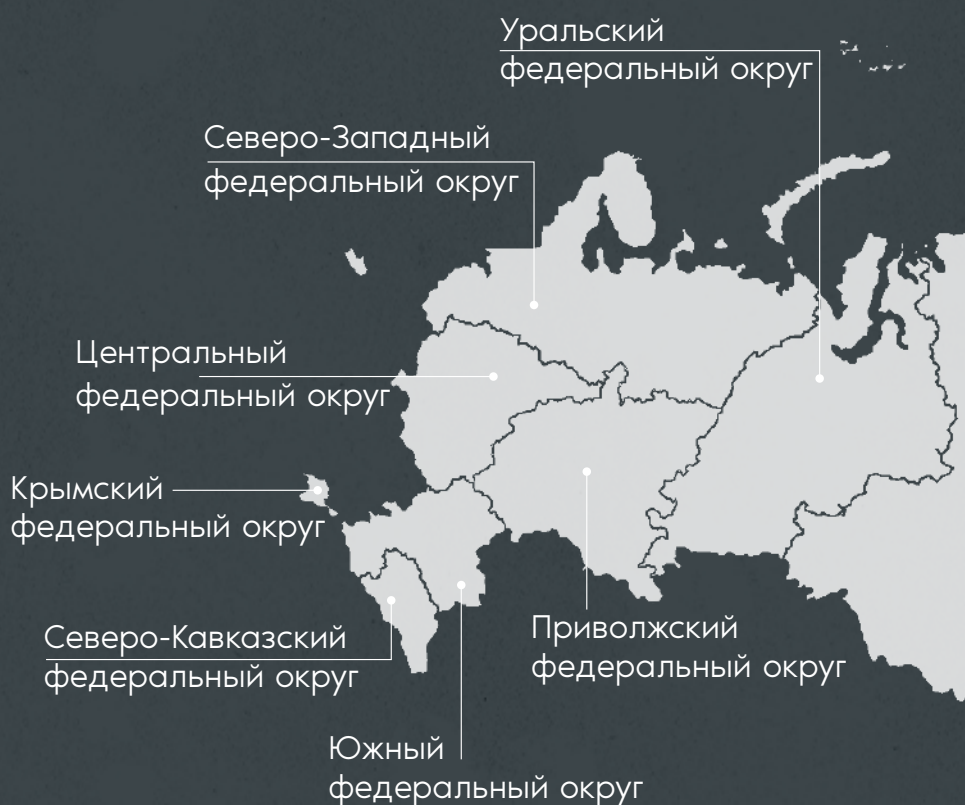 Уральский
федеральный округ
Северо-Западный
федеральный округ
Центральный
федеральный округ
Крымский
федеральный округ
Северо-Кавказский
федеральный округ
Приволжский
федеральный округ
Южный
федеральный округ